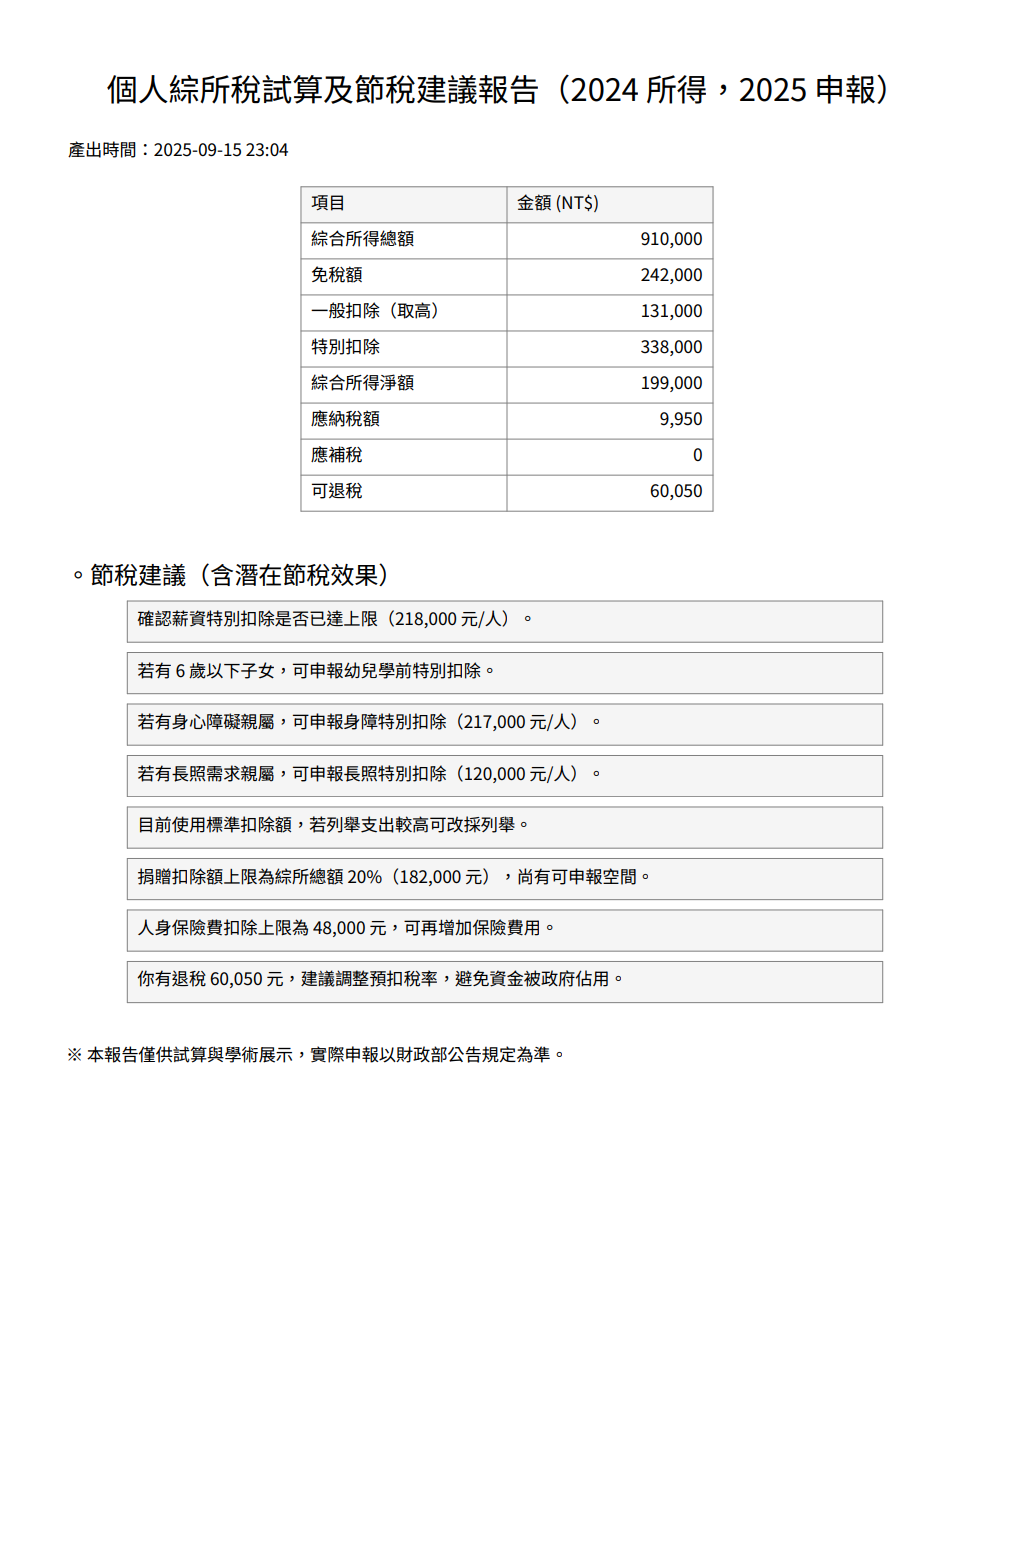 個人綜所稅試算及節稅建議報告（2024 所得，2025 申報）
產出時間：2025-09-15 23:04
項目 金額 (NT$)
綜合所得總額 910,000
免稅額 242,000
一般扣除（取高） 131,000
特別扣除 338,000
綜合所得淨額 199,000
應納稅額 9,950
應補稅 0
可退稅 60,050
。節稅建議（含潛在節稅效果）
確認薪資特別扣除是否已達上限（218,000 元/人）。
若有 6 歲以下子女，可申報幼兒學前特別扣除。
若有身心障礙親屬，可申報身障特別扣除（217,000 元/人）。
若有長照需求親屬，可申報長照特別扣除（120,000 元/人）。
目前使用標準扣除額，若列舉支出較高可改採列舉。
捐贈扣除額上限為綜所總額 20%（182,000 元），尚有可申報空間。
人身保險費扣除上限為 48,000 元，可再增加保險費用。
你有退稅 60,050 元，建議調整預扣稅率，避免資金被政府佔用。
※ 本報告僅供試算與學術展示，實際申報以財政部公告規定為準。